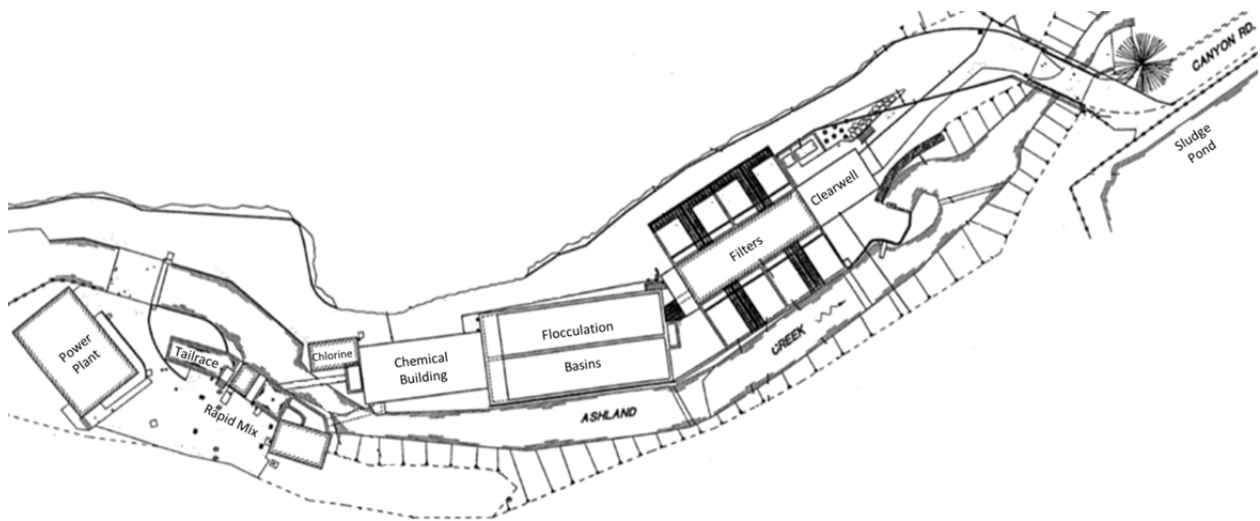 CANYON RD.
Sludge
Pond
Clearwell
Filters
CREEK
Flocculation
Basins
Chemical
Building
Chlorine
ASHLAND
Power
Plant
Tailrace
Rapid Mix